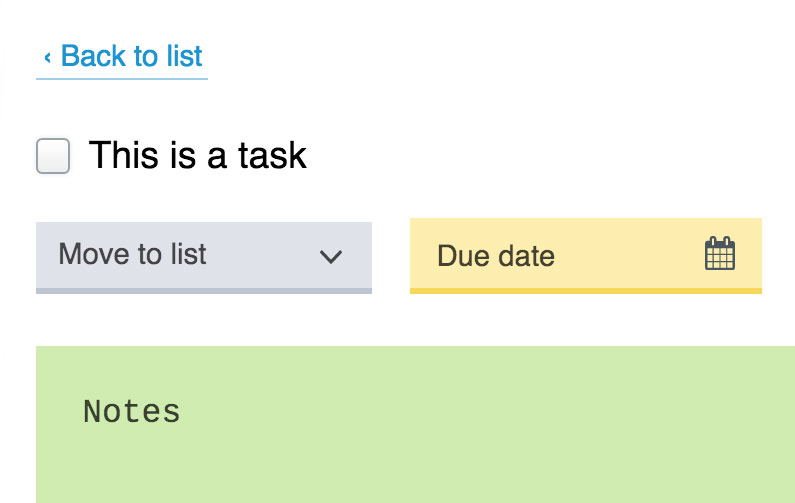 ‹ Back to list
This is a task
Move to list
Due date
Notes